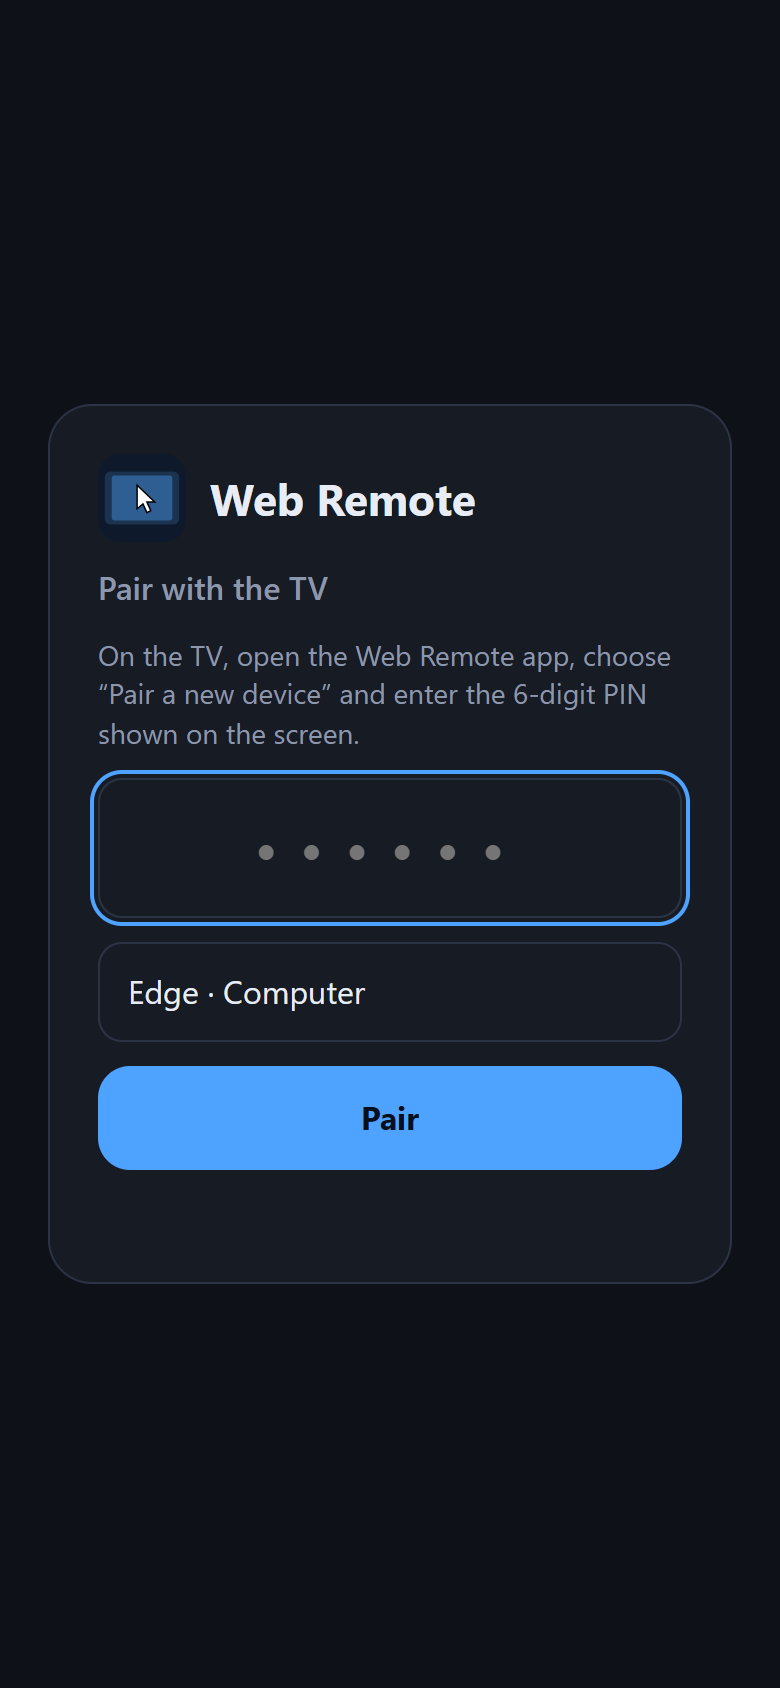 Web Remote
Pair with the TV
On the TV, open the Web Remote app, choose
“Pair a new device” and enter the 6-digit PIN
shown on the screen.
● ● ● ● ● ●
Edge · Computer
Pair